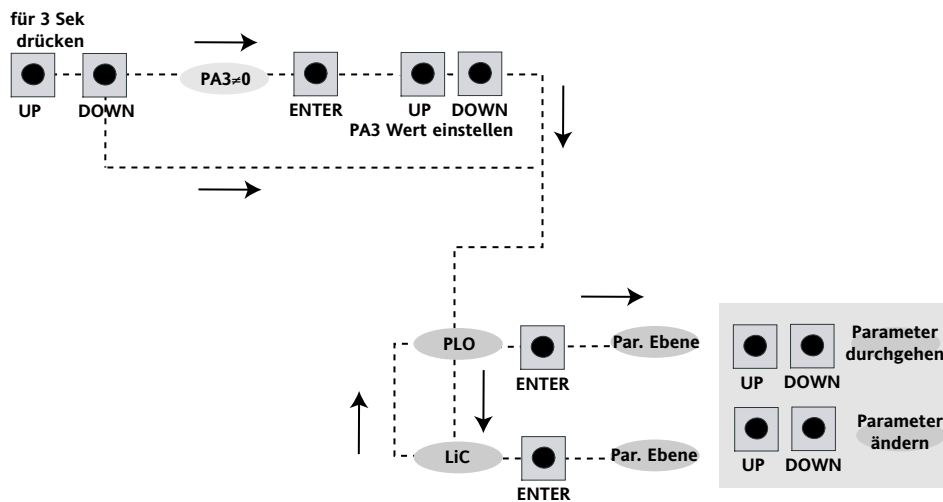 für 3 Sek
drücken
PA3≠0
UP
DOWN
ENTER
UP
DOWN
PA3 Wert einstellen
PLO
ENTER
Par. Ebene
LiC
ENTER
Par. Ebene
Parameter
durchgehen
UP
DOWN
Parameter
ändern
UP
DOWN